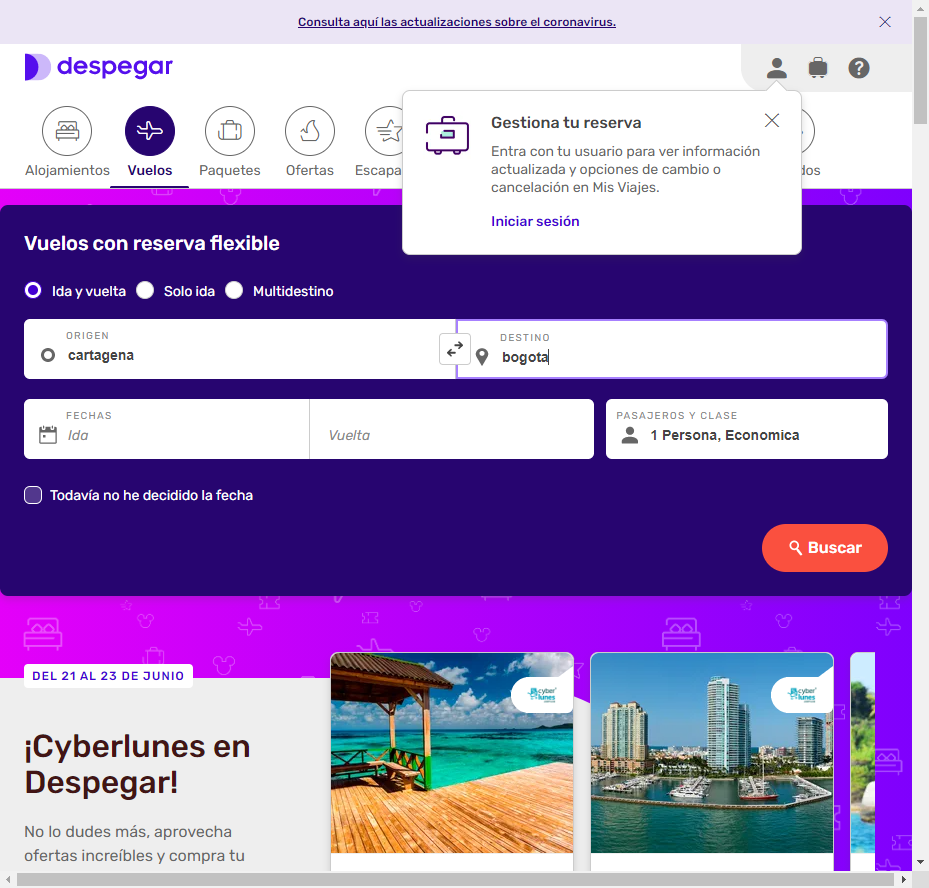 Consulta aquí las actualizaciones sobre el coronavirus.
despegar
Alojamientos
Vuelos
Paquetes
Ofertas
Escapa
dos
Gestiona tu reserva
Entra con tu usuario para ver información
actualizada y opciones de cambio o
cancelación en Mis Viajes.
Iniciar sesión
Vuelos con reserva flexible
Ida y vuelta
Solo ida
Multidestino
ORIGEN
cartagena
DESTINO
bogota
FECHAS
Ida
Vuelta
PASAJEROS Y CLASE
1 Persona, Economica
Todavía no he decidido la fecha
Buscar
DEL 21 AL 23 DE JUNIO
¡Cyberlunes en
Despegar!
No lo dudes más, aprovecha
ofertas increíbles y compra tu
cyber
lunes
cyber
lunes